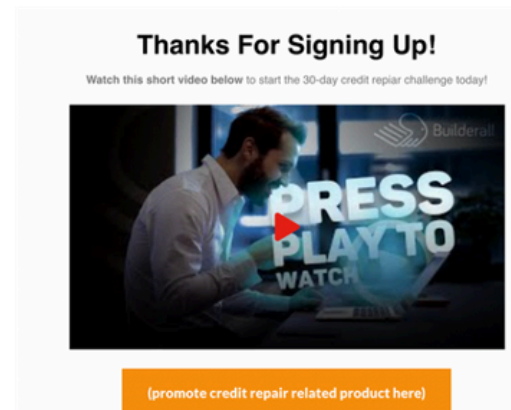 Thanks For Signing Up!
Watch this short video below to start the 30-day credit repiar challenge today!
Builderall
PRESS
PLAY TO
WATCH
(promote credit repair related product here)